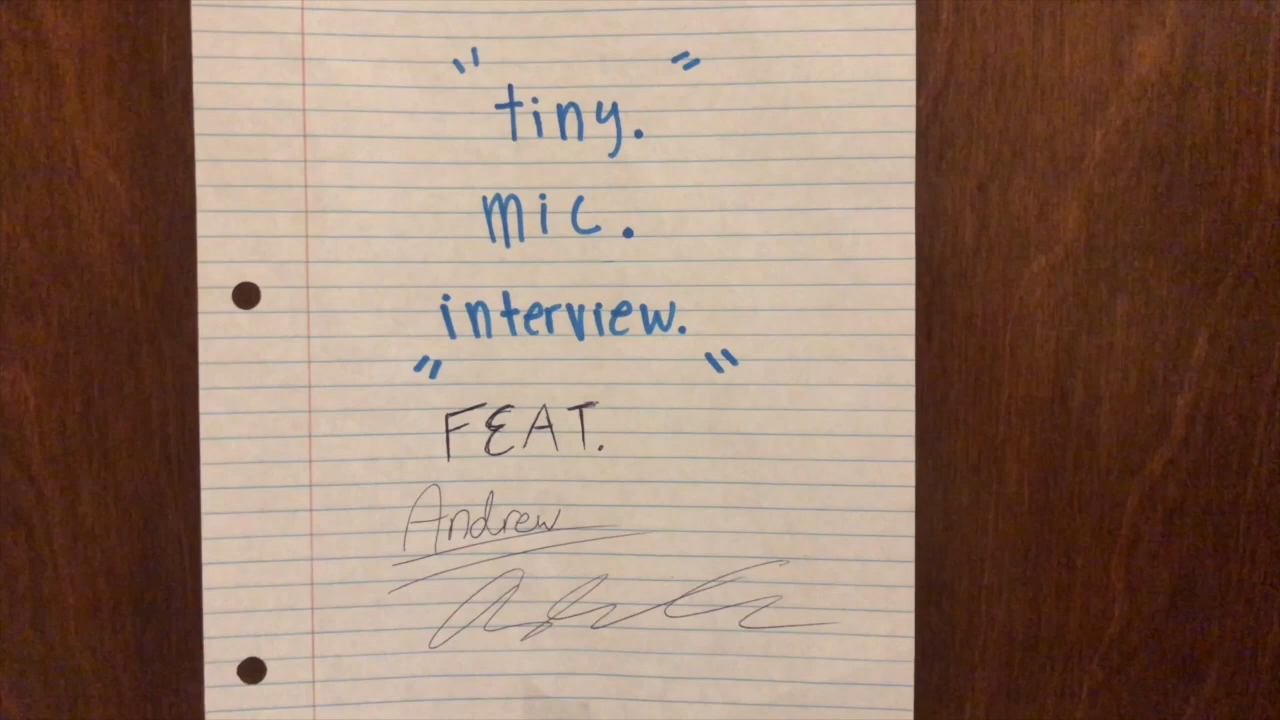 "tiny.
mic.
interview."
FEAT.
Andrew